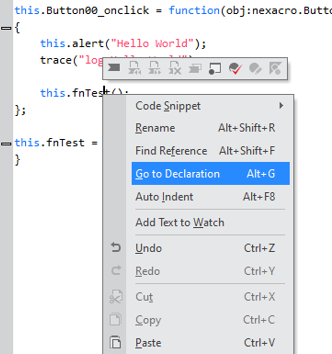 this.Button00_onclick = function(obj:nexacro.Butto
{
this.alert("Hello World");
trace("log
this.fnTest();
};
this.fnTest =
}
Code Snippet
Rename Alt+Shift+R
Find Reference Alt+Shift+F
Go to Declaration Alt+G
Auto Indent Alt+F8
Add Text to Watch
Undo Ctrl+Z
Redo Ctrl+Y
Cut Ctrl+X
Copy Ctrl+C
Paste Ctrl+V